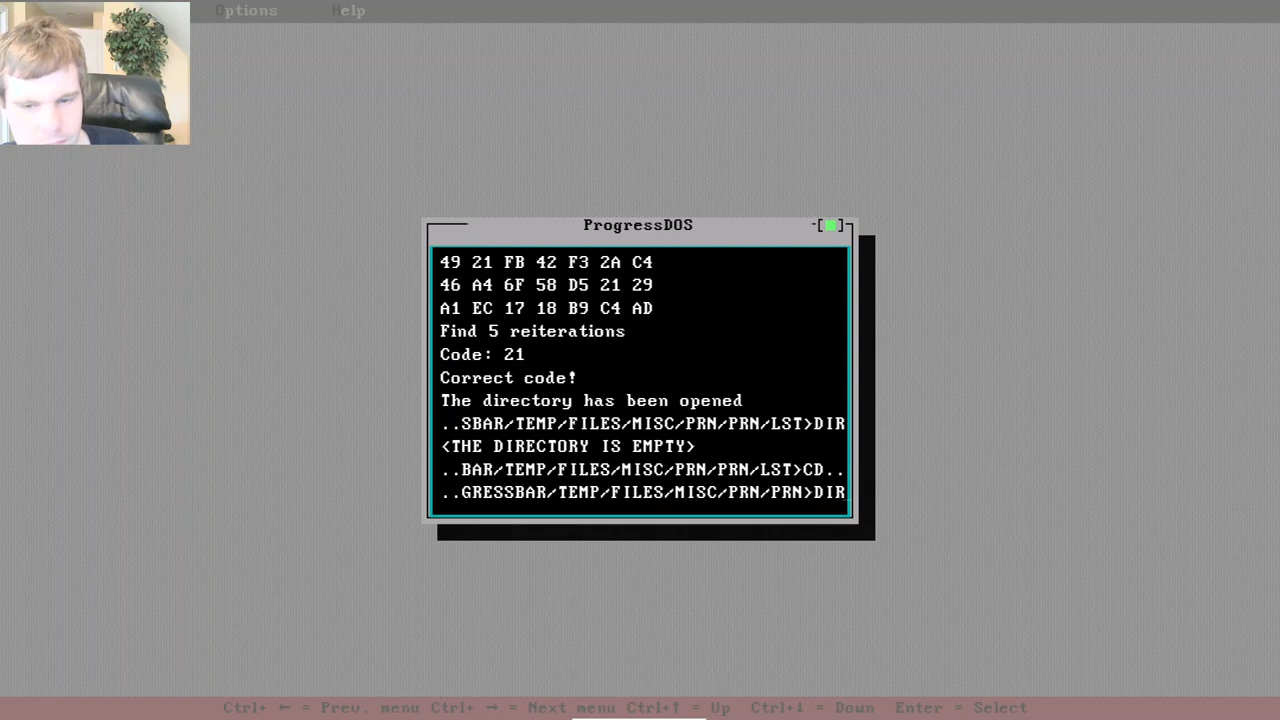 Options Help
ProgressDOS
49 21 FB 42 F3 2A C4
46 A4 6F 58 D5 21 29
A1 EC 17 18 B9 C4 AD
Find 5 reiterations
Code: 21
Correct code!
The directory has been opened
..SBAR/TEMP/FILES/MISC/PRN/PRN/LST>DIR
<THE DIRECTORY IS EMPTY>
..BAR/TEMP/FILES/MISC/PRN/PRN/LST>CD..
..GRESSBAR/TEMP/FILES/MISC/PRN/PRN>DIR_
Ctrl+ ← = Prev. menu Ctrl+ → = Next menu Ctrl+↑ = Up Ctrl+↓ = Down Enter = Select